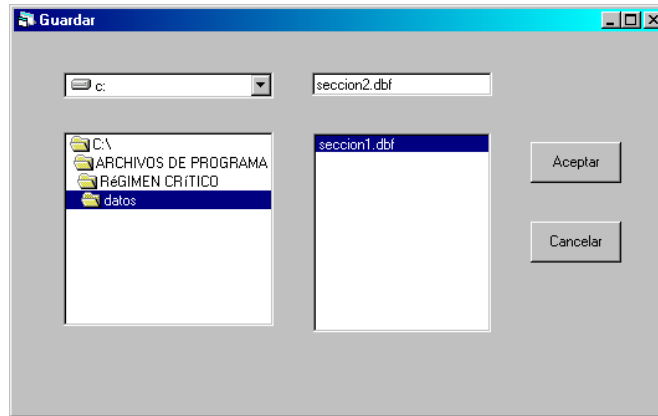 Guardar
c:
seccion2.dbf
C:\
ARCHIVOS DE PROGRAMA
RéGIMEN CRíTICO
datos
seccion1.dbf
Aceptar
Cancelar